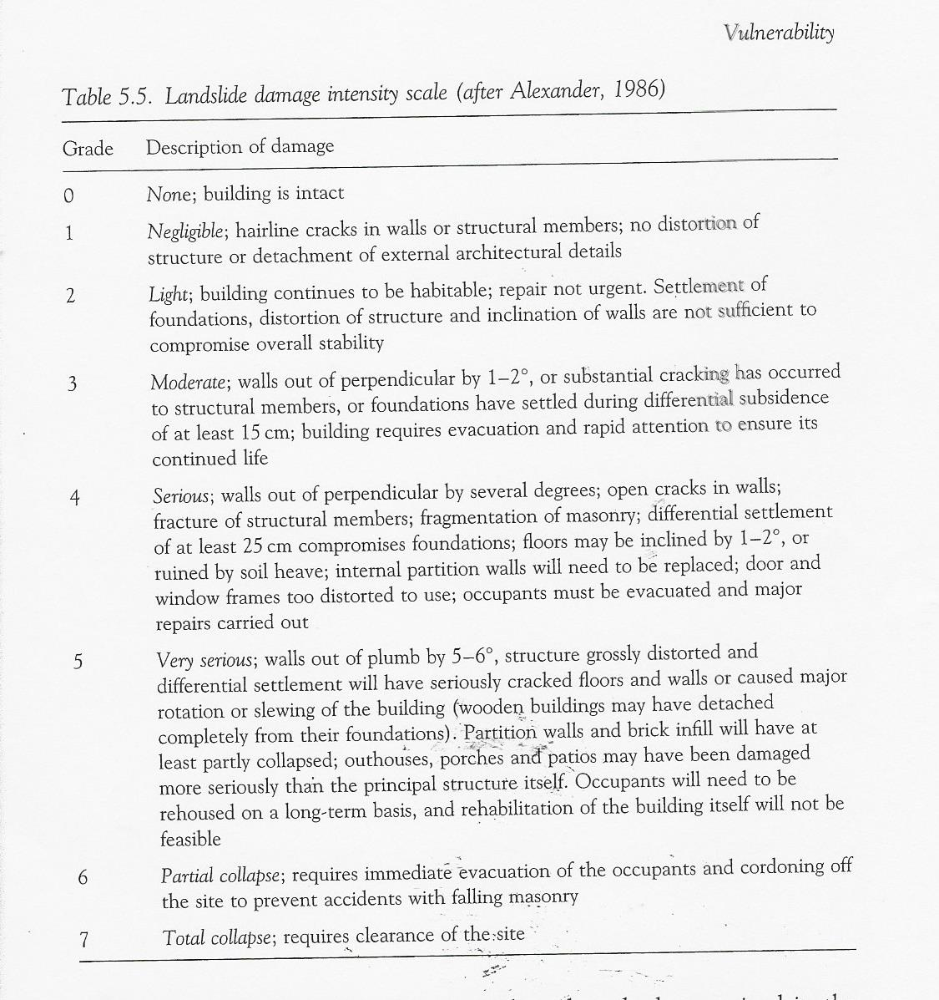 Vulnerability
Table 5.5. Landslide damage intensity scale (after Alexander, 1986)
Grade Description of damage
0 None; building is intact
1 Negligible; hairline cracks in walls or structural members; no distortion of
structure or detachment of external architectural details
2 Light; building continues to be habitable; repair not urgent. Settlement of
foundations, distortion of structure and inclination of walls are not sufficient to
compromise overall stability
3 Moderate; walls out of perpendicular by 1–2°, or substantial cracking has occurred
to structural members, or foundations have settled during differential subsidence
of at least 15 cm; building requires evacuation and rapid attention to ensure its
continued life
4 Serious; walls out of perpendicular by several degrees; open cracks in walls;
fracture of structural members; fragmentation of masonry; differential settlement
of at least 25 cm compromises foundations; floors may be inclined by 1–2°, or
ruined by soil heave; internal partition walls will need to be replaced; door and
window frames too distorted to use; occupants must be evacuated and major
repairs carried out
5 Very serious; walls out of plumb by 5–6°, structure grossly distorted and
differential settlement will have seriously cracked floors and walls or caused major
rotation or slewing of the building (wooden buildings may have detached
completely from their foundations). Partition walls and brick infill will have at
least partly collapsed; outhouses, porches and patios may have been damaged
more seriously than the principal structure itself. Occupants will need to be
rehoused on a long-term basis, and rehabilitation of the building itself will not be
feasible
6 Partial collapse; requires immediate evacuation of the occupants and cordoning off
the site to prevent accidents with falling masonry
7 Total collapse; requires clearance of the site